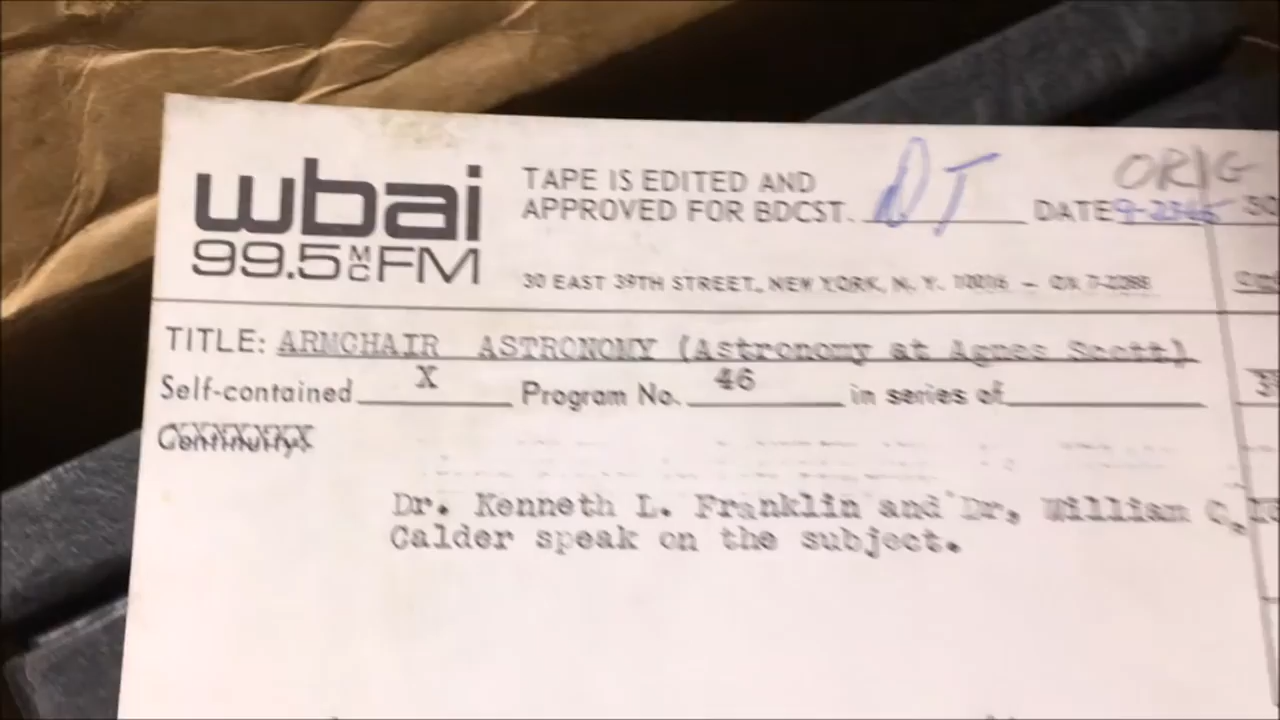 wbai
99.5 MC FM
TAPE IS EDITED AND
APPROVED FOR BDCST. DT DATE
ORIG
30 EAST 39TH STREET, NEW YORK, N. Y. 10016 — OX 7-2288
TITLE: ARMCHAIR ASTRONOMY (Astronomy at Agnes Scott)
Self-contained X Program No. 46 in series of
Continuity:
Dr. Kenneth L. Franklin and Dr. William C.
Calder speak on the subject.